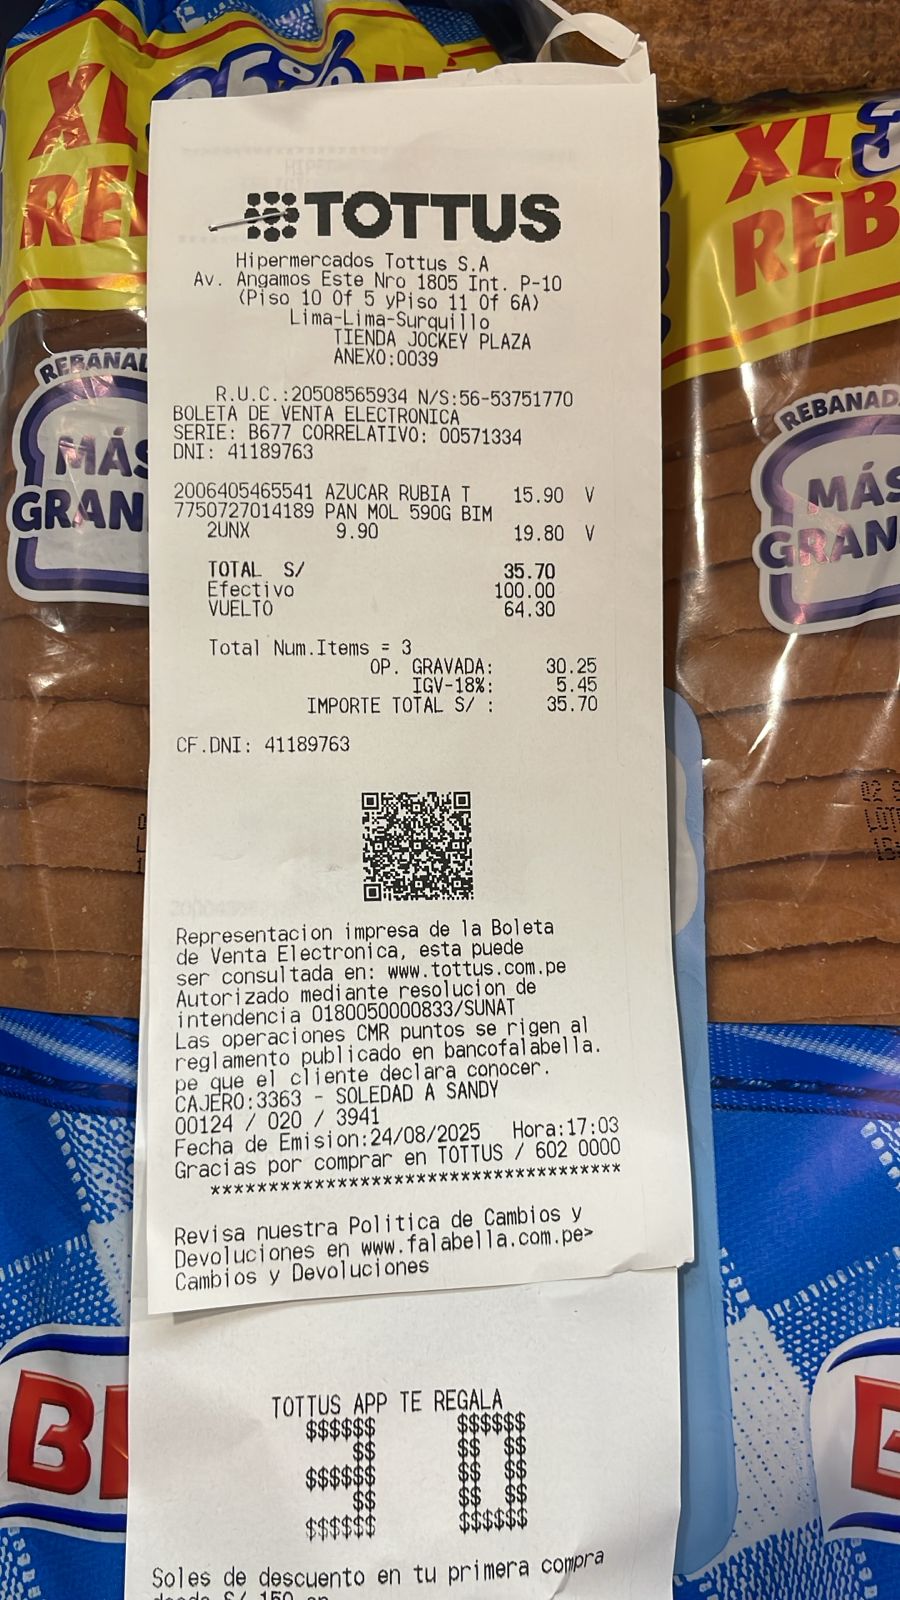 XL
35%
REB
XL
REB
REBANAD
MÁS
GRAN
REBANAD
MÁS
GRAN
TOTTUS
Hipermercados Tottus S.A
Av. Angamos Este Nro 1805 Int. P-10
(Piso 10 Of 5 yPiso 11 Of 6A)
Lima-Lima-Surquillo
TIENDA JOCKEY PLAZA
ANEXO:0039
R.U.C.:20508565934 N/S:56-53751770
BOLETA DE VENTA ELECTRONICA
SERIE: B677 CORRELATIVO: 00571334
DNI: 41189763
2006405465541 AZUCAR RUBIA T 15.90 V
7750727014189 PAN MOL 590G BIM
2UNX 9.90 19.80 V
TOTAL S/ 35.70
Efectivo 100.00
VUELTO 64.30
Total Num.Items = 3
OP. GRAVADA: 30.25
IGV-18%: 5.45
IMPORTE TOTAL S/ : 35.70
CF.DNI: 41189763
Representacion impresa de la Boleta
de Venta Electronica, esta puede
ser consultada en: www.tottus.com.pe
Autorizado mediante resolucion de
intendencia 0180050000833/SUNAT
Las operaciones CMR puntos se rigen al
reglamento publicado en bancofalabella.
pe que el cliente declara conocer.
CAJERO:3363 - SOLEDAD A SANDY
00124 / 020 / 3941
Fecha de Emision:24/08/2025 Hora:17:03
Gracias por comprar en TOTTUS / 602 0000
**************************************
Revisa nuestra Politica de Cambios y
Devoluciones en www.falabella.com.pe>
Cambios y Devoluciones
TOTTUS APP TE REGALA
30
Soles de descuento en tu primera compra
desde S/ 150 en